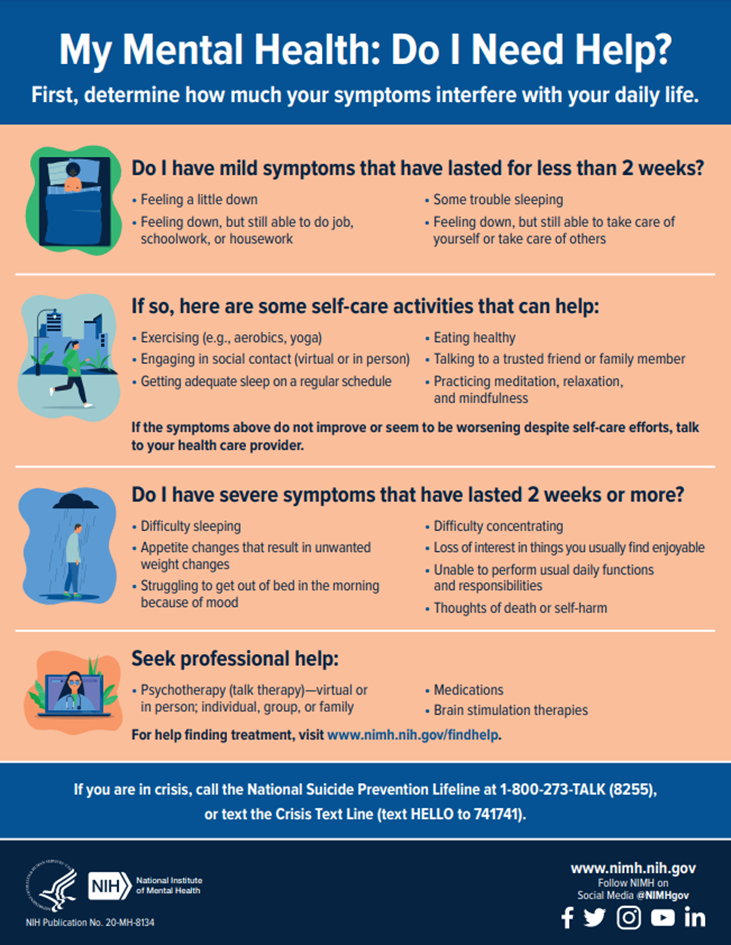 My Mental Health: Do I Need Help?
First, determine how much your symptoms interfere with your daily life.
Do I have mild symptoms that have lasted for less than 2 weeks?
• Feeling a little down
• Feeling down, but still able to do job,
schoolwork, or housework
• Some trouble sleeping
• Feeling down, but still able to take care of
yourself or take care of others
If so, here are some self-care activities that can help:
• Exercising (e.g., aerobics, yoga)
• Engaging in social contact (virtual or in person)
• Getting adequate sleep on a regular schedule
• Eating healthy
• Talking to a trusted friend or family member
• Practicing meditation, relaxation,
and mindfulness
If the symptoms above do not improve or seem to be worsening despite self-care efforts, talk
to your health care provider.
Do I have severe symptoms that have lasted 2 weeks or more?
• Difficulty sleeping
• Appetite changes that result in unwanted
weight changes
• Struggling to get out of bed in the morning
because of mood
• Difficulty concentrating
• Loss of interest in things you usually find enjoyable
• Unable to perform usual daily functions
and responsibilities
• Thoughts of death or self-harm
Seek professional help:
• Psychotherapy (talk therapy)—virtual or
in person; individual, group, or family
• Medications
• Brain stimulation therapies
For help finding treatment, visit www.nimh.nih.gov/findhelp.
If you are in crisis, call the National Suicide Prevention Lifeline at 1-800-273-TALK (8255),
or text the Crisis Text Line (text HELLO to 741741).
NIH
National Institute
of Mental Health
NIH Publication No. 20-MH-8134
www.nimh.nih.gov
Follow NIMH on
Social Media @NIMHgov